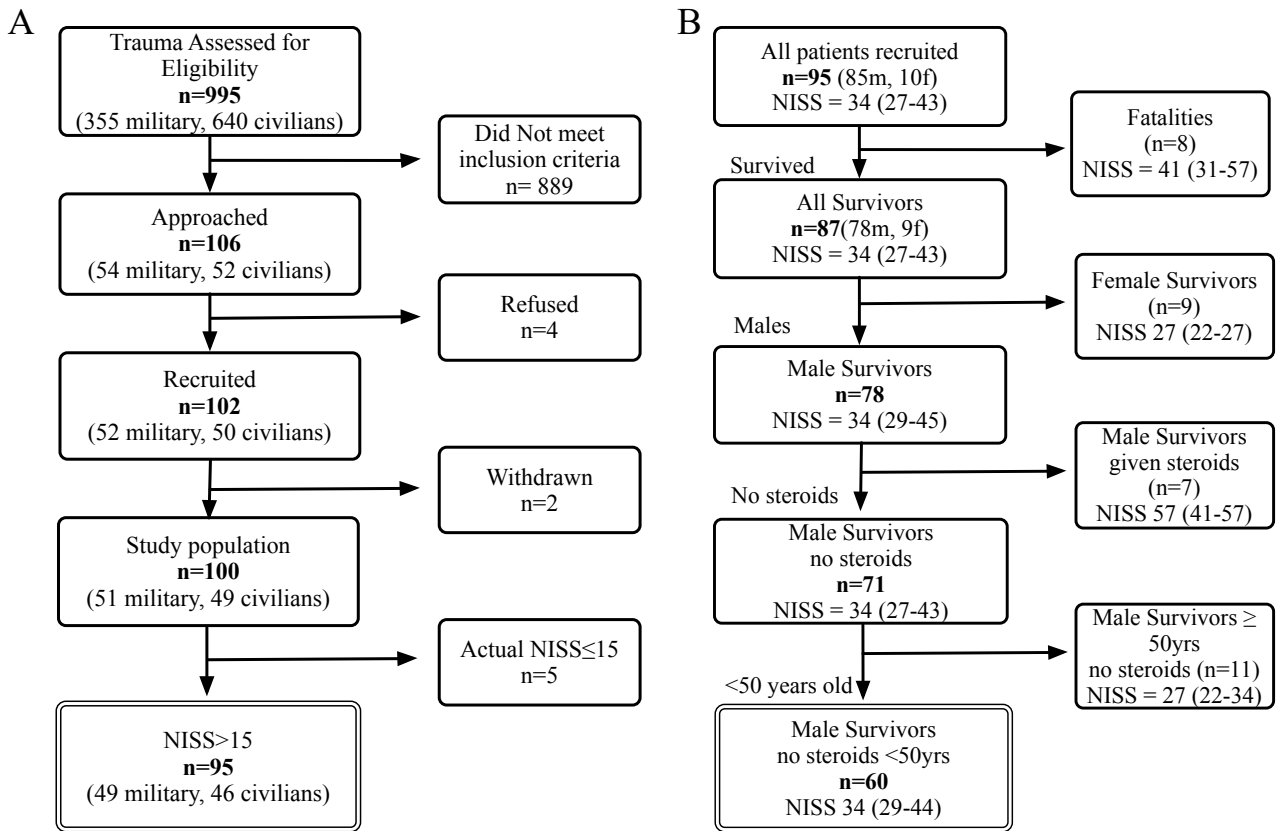 A
Trauma Assessed for
Eligibility
n=995
(355 military, 640 civilians)
Did Not meet
inclusion criteria
n= 889
Approached
n=106
(54 military, 52 civilians)
Refused
n=4
Recruited
n=102
(52 military, 50 civilians)
Withdrawn
n=2
Study population
n=100
(51 military, 49 civilians)
Actual NISS≤15
n=5
NISS>15
n=95
(49 military, 46 civilians)
B
All patients recruited
n=95 (85m, 10f)
NISS = 34 (27-43)
Fatalities
(n=8)
NISS = 41 (31-57)
Survived
All Survivors
n=87(78m, 9f)
NISS = 34 (27-43)
Female Survivors
(n=9)
NISS 27 (22-27)
Males
Male Survivors
n=78
NISS = 34 (29-45)
Male Survivors
given steroids
(n=7)
NISS 57 (41-57)
No steroids
Male Survivors
no steroids
n=71
NISS = 34 (27-43)
Male Survivors ≥
50yrs
no steroids (n=11)
NISS = 27 (22-34)
<50 years old
Male Survivors
no steroids <50yrs
n=60
NISS 34 (29-44)